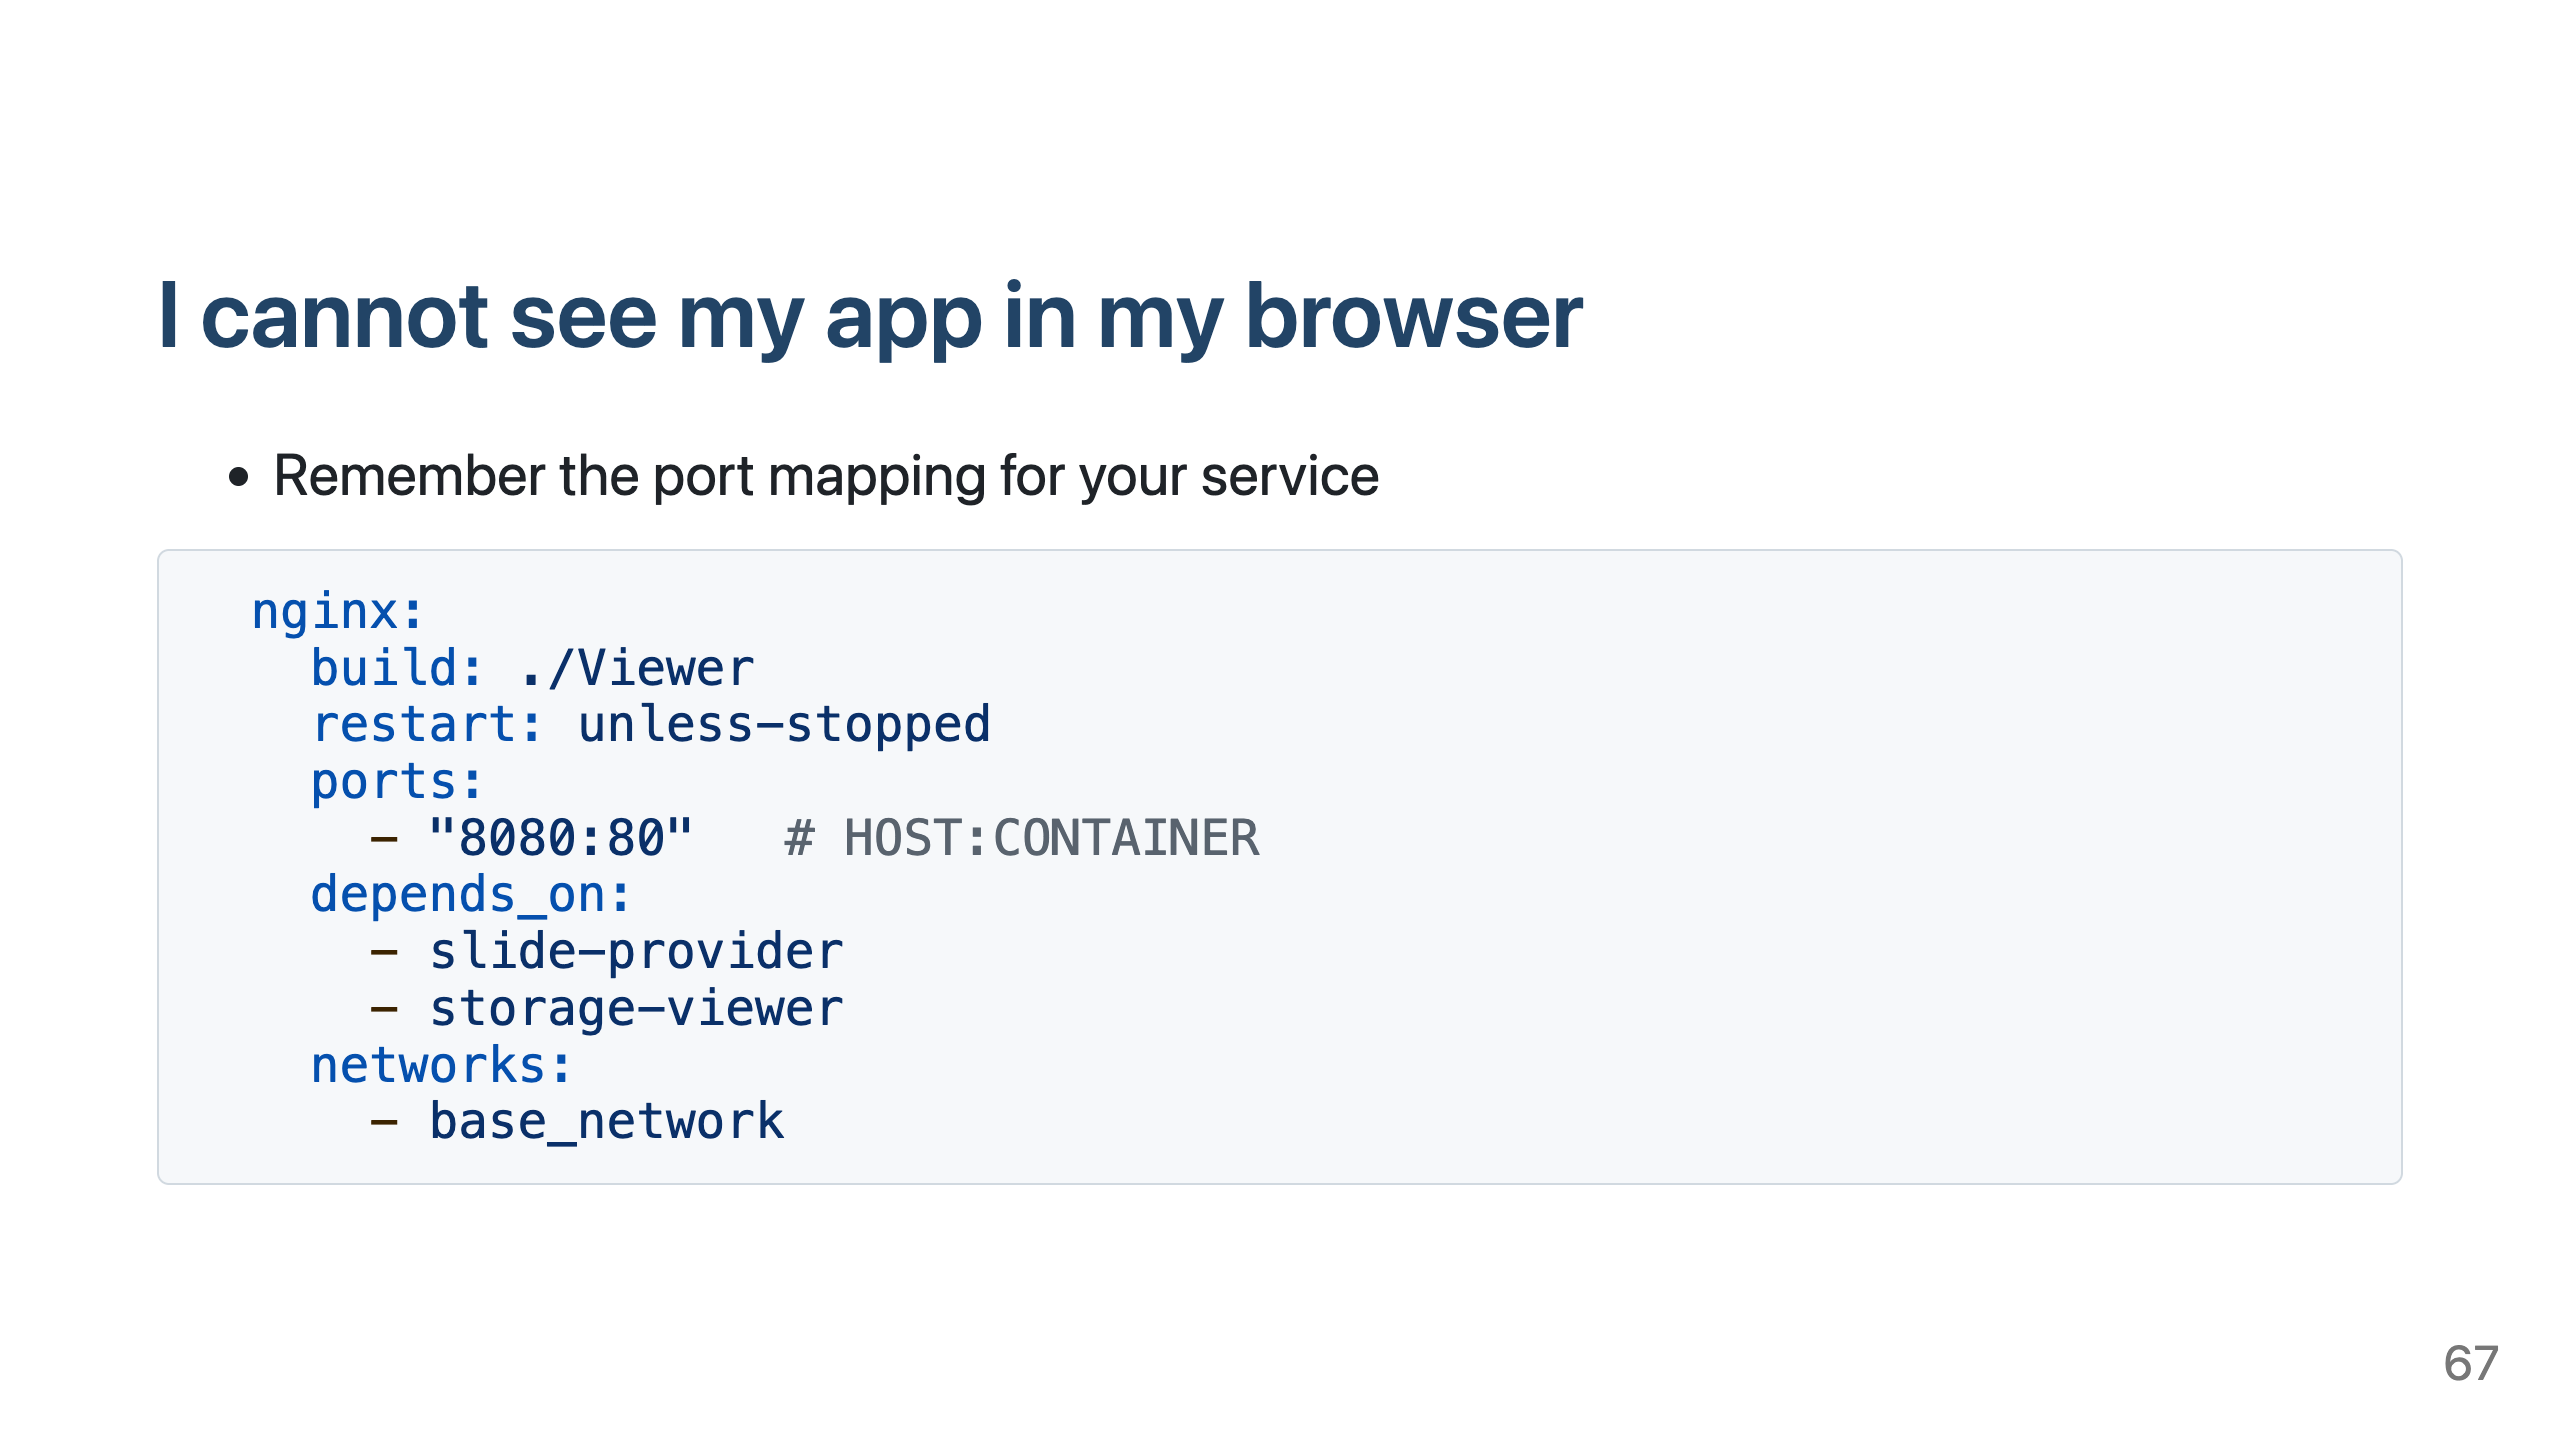 I cannot see my app in my browser
• Remember the port mapping for your service
nginx:
  build: ./Viewer
  restart: unless-stopped
  ports:
    - "8080:80"   # HOST:CONTAINER
  depends_on:
    - slide-provider
    - storage-viewer
  networks:
    - base_network
67